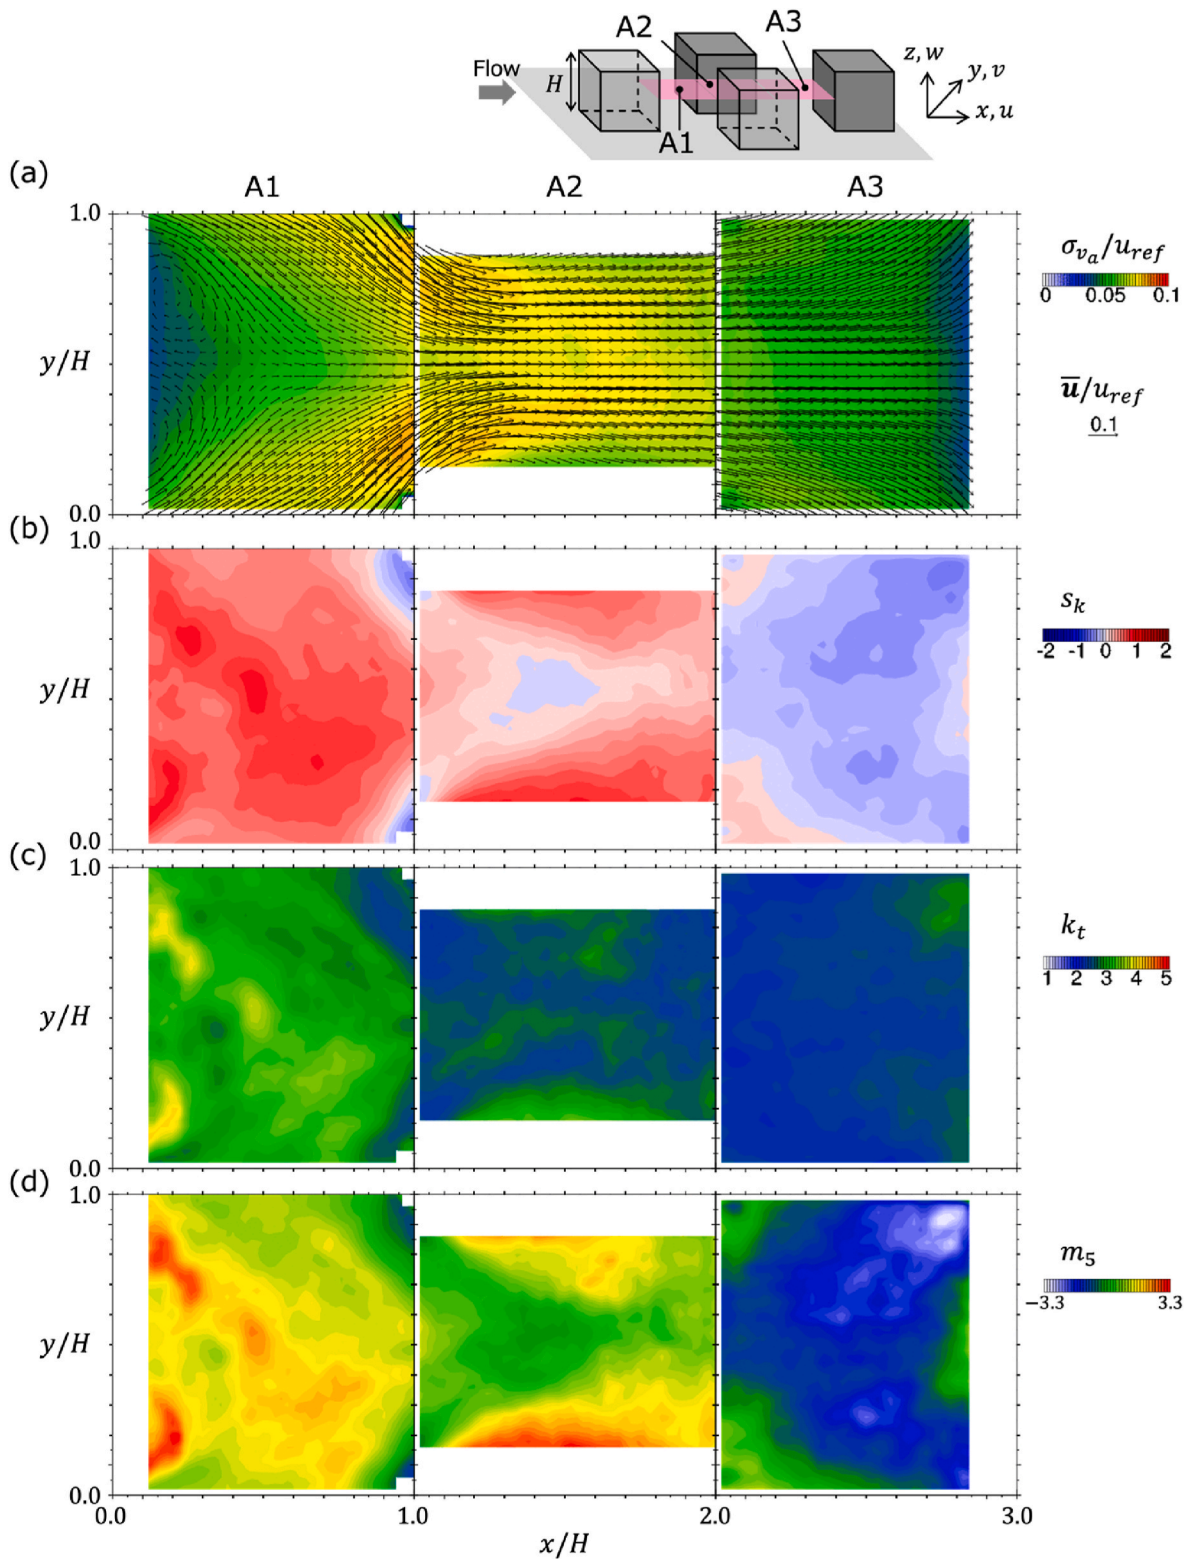 A2 A3
Flow
H
A1
z, w
y, v
x, u
(a)
A1 A2 A3
1.0
y/H
0.0
σ_{v_a}/u_{ref}
0 0.05 0.1
𝐮̅/u_{ref}
0.1
(b)
1.0
y/H
0.0
s_k
-2 -1 0 1 2
(c)
1.0
y/H
0.0
k_t
1 2 3 4 5
(d)
1.0
y/H
0.0
m_5
−3.3 3.3
0.0 1.0 2.0 3.0
x/H